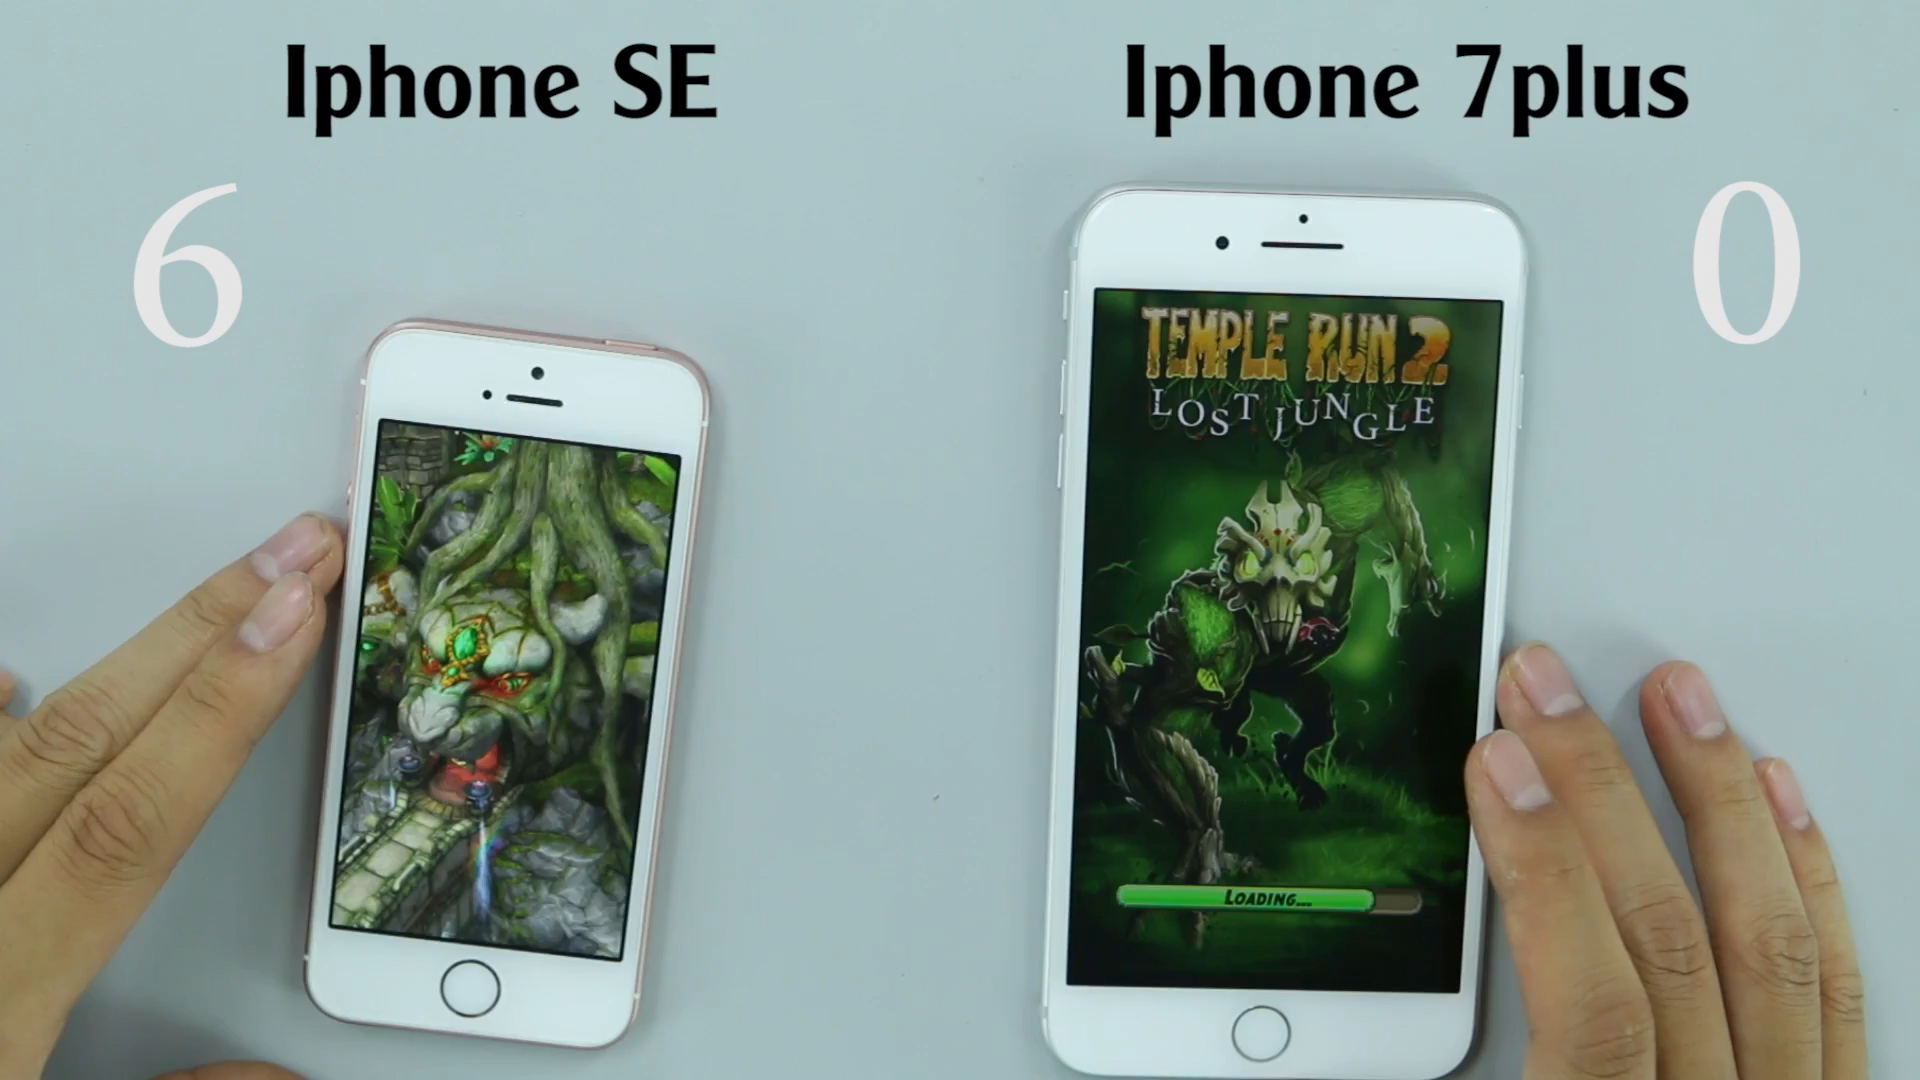 Iphone SE
Iphone 7plus
6
0
TEMPLE RUN 2
LOST JUNGLE
LOADING...